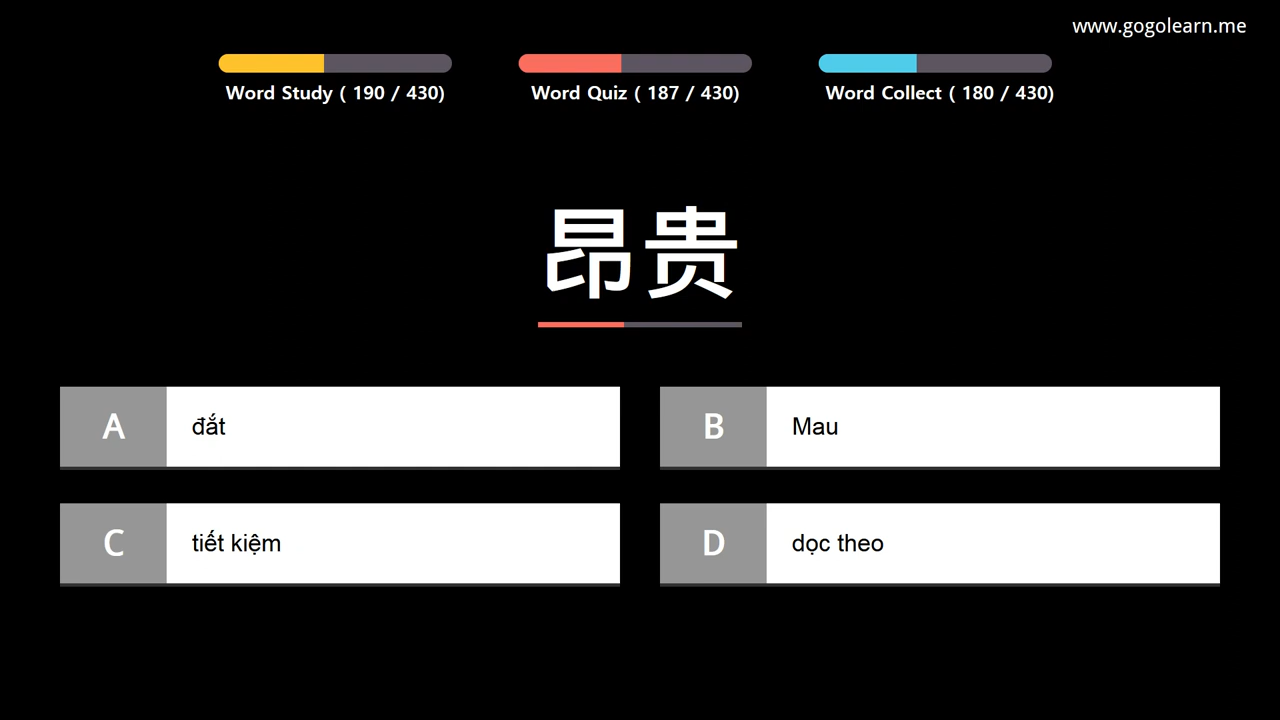 www.gogolearn.me
Word Study ( 190 / 430)
Word Quiz ( 187 / 430)
Word Collect ( 180 / 430)
昂贵
A đắt
B Mau
C tiết kiệm
D dọc theo